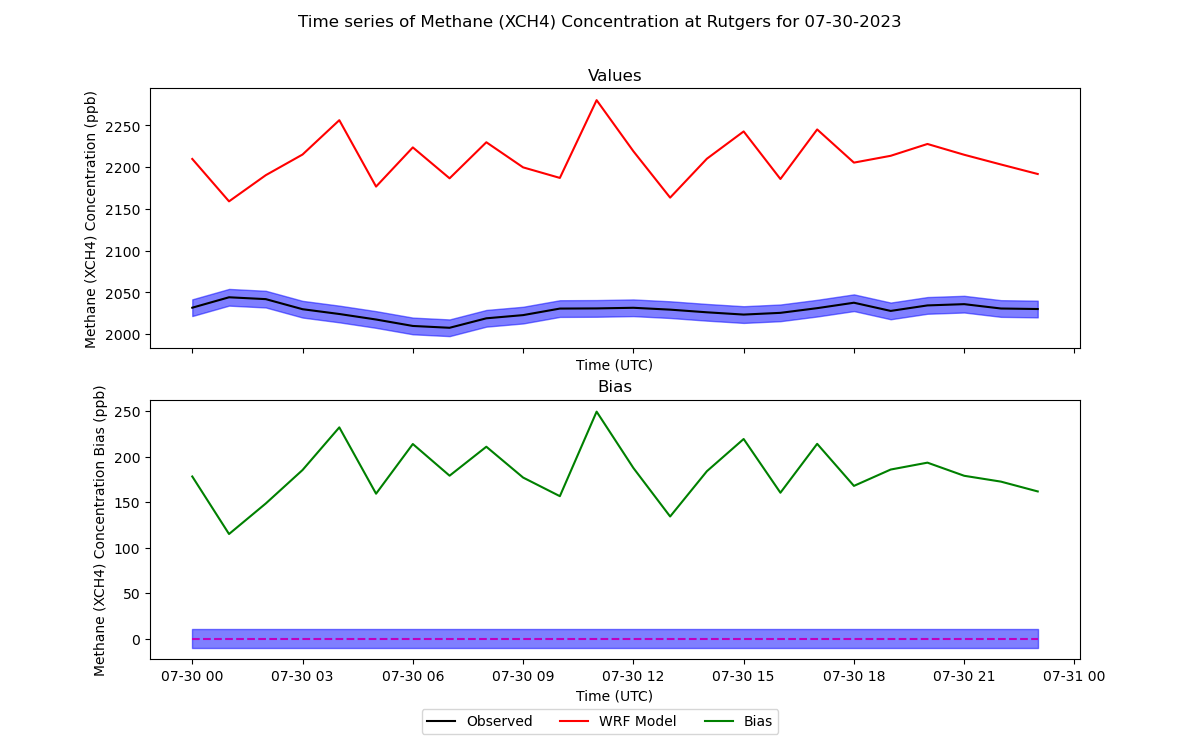 Time series of Methane (XCH4) Concentration at Rutgers for 07-30-2023
Values
Methane (XCH4) Concentration (ppb)
2250
2200
2150
2100
2050
2000
Time (UTC)
Bias
Methane (XCH4) Concentration Bias (ppb)
250
200
150
100
50
0
07-30 00 07-30 03 07-30 06 07-30 09 07-30 12 07-30 15 07-30 18 07-30 21 07-31 00
Time (UTC)
Observed WRF Model Bias